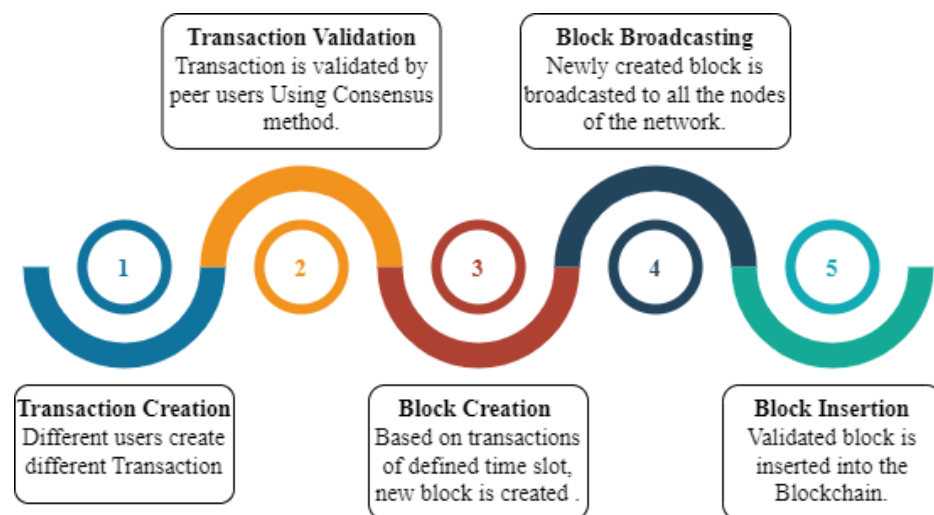 Transaction Validation
Transaction is validated by
peer users Using Consensus
method.
Block Broadcasting
Newly created block is
broadcasted to all the nodes
of the network.
1
2
3
4
5
Transaction Creation
Different users create
different Transaction
Block Creation
Based on transactions
of defined time slot,
new block is created .
Block Insertion
Validated block is
inserted into the
Blockchain.